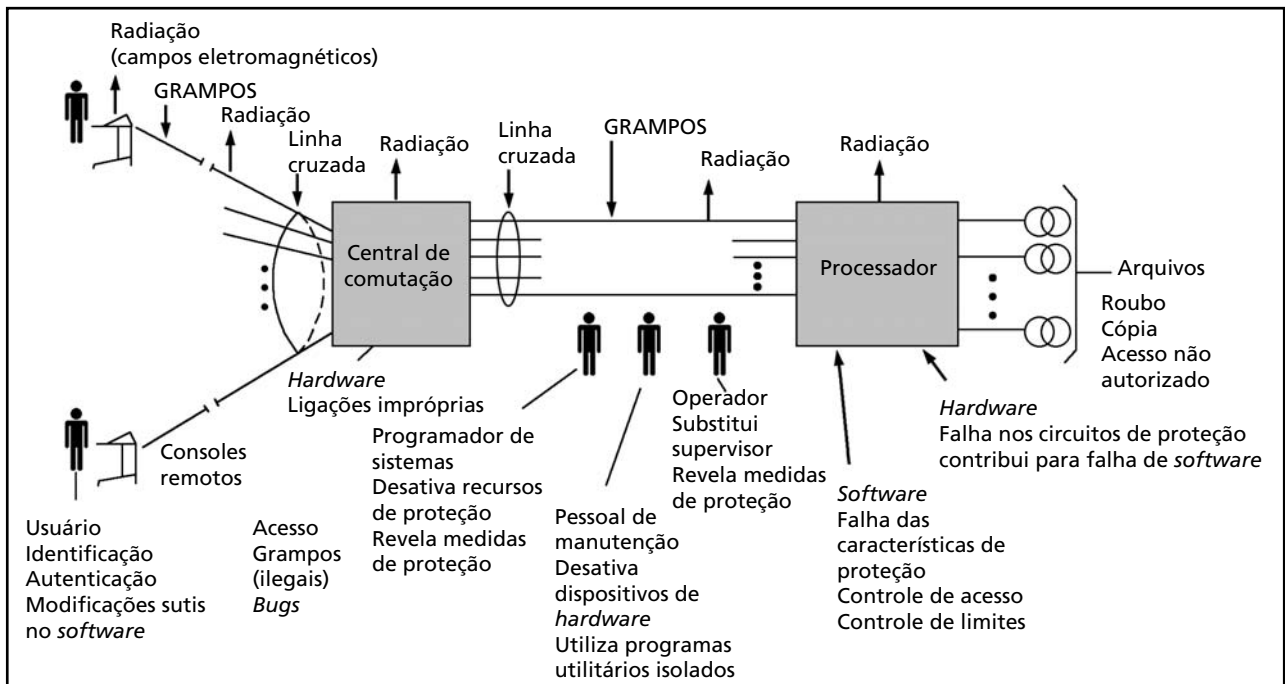 Radiação
(campos eletromagnéticos)
GRAMPOS
Radiação
Linha
cruzada
Radiação
Linha
cruzada
GRAMPOS
Radiação
Radiação
Central de
comutação
Processador
Arquivos
Roubo
Cópia
Acesso não
autorizado
Hardware
Ligações impróprias
Consoles
remotos
Usuário
Identificação
Autenticação
Modificações sutis
no software
Acesso
Grampos
(ilegais)
Bugs
Programador de
sistemas
Desativa recursos
de proteção
Revela medidas
de proteção
Pessoal de
manutenção
Desativa
dispositivos de
hardware
Utiliza programas
utilitários isolados
Operador
Substitui
supervisor
Revela medidas
de proteção
Software
Falha das
características de
proteção
Controle de acesso
Controle de limites
Hardware
Falha nos circuitos de proteção
contribui para falha de software